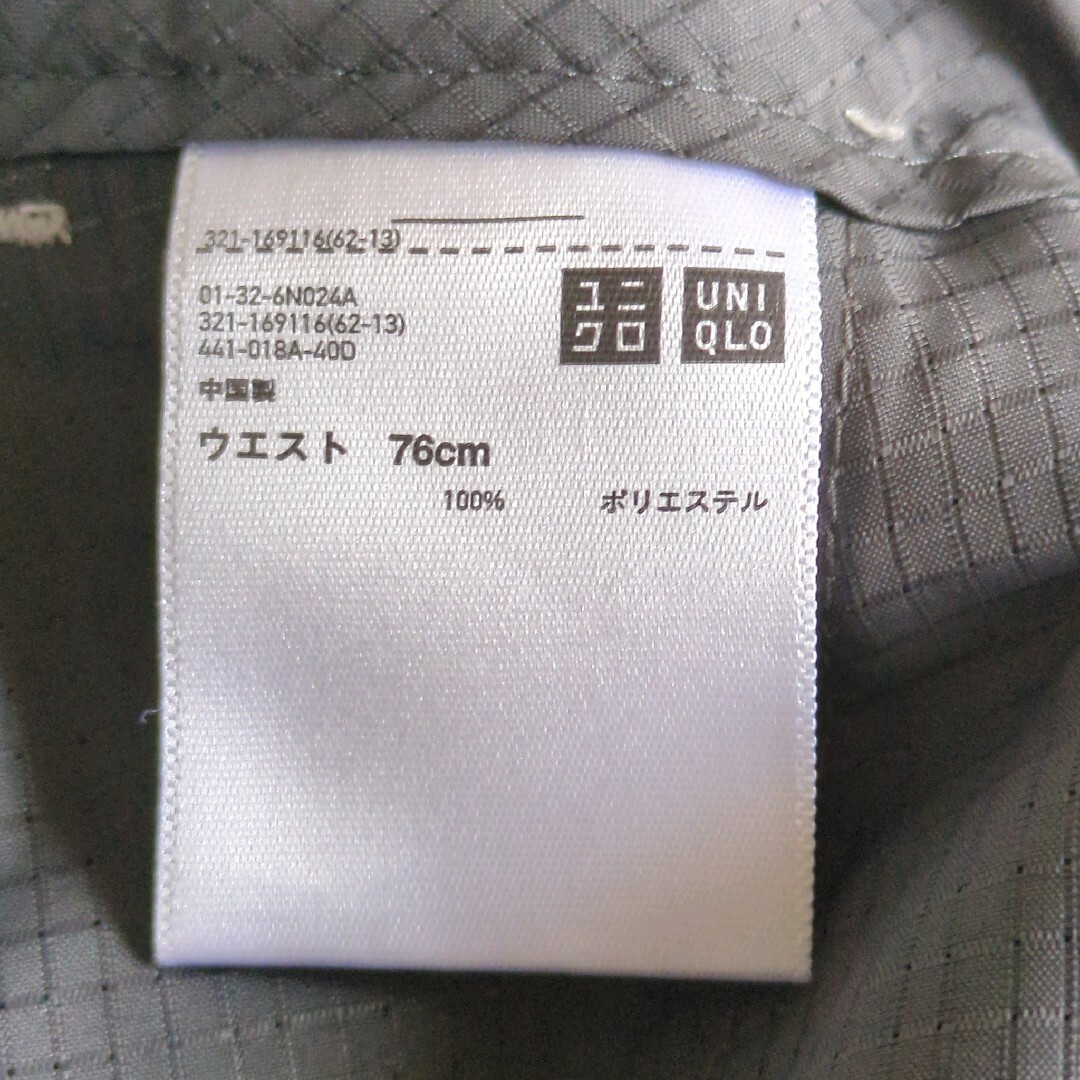 321-169116(62-13)
01-32-6N024A
321-169116(62-13)
441-018A-40D
ユニ
クロ
UNI
QLO
中国製
ウエスト 76cm
100% ポリエステル